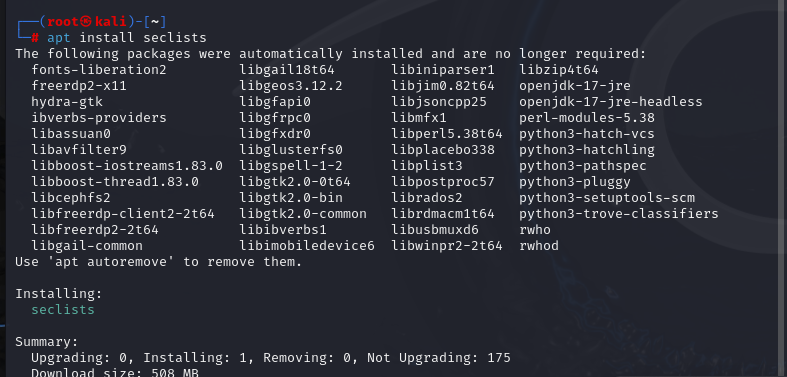 ┌──(root㉿kali)-[~]
└─# apt install seclists
The following packages were automatically installed and are no longer required:
  fonts-liberation2        libgail18t64       libiniparser1    libzip4t64
  freerdp2-x11             libgeos3.12.2      libjim0.82t64    openjdk-17-jre
  hydra-gtk                libgfapi0          libjsoncpp25     openjdk-17-jre-headless
  ibverbs-providers        libgfrpc0          libmfx1          perl-modules-5.38
  libassuan0               libgfxdr0          libperl5.38t64   python3-hatch-vcs
  libavfilter9             libglusterfs0      libplacebo338    python3-hatchling
  libboost-iostreams1.83.0 libgspell-1-2      libplist3        python3-pathspec
  libboost-thread1.83.0    libgtk2.0-0t64     libpostproc57    python3-pluggy
  libcephfs2               libgtk2.0-bin      librados2        python3-setuptools-scm
  libfreerdp-client2-2t64  libgtk2.0-common   librdmacm1t64    python3-trove-classifiers
  libfreerdp2-2t64         libibverbs1        libusbmuxd6      rwho
  libgail-common           libimobiledevice6  libwinpr2-2t64   rwhod
Use 'apt autoremove' to remove them.
Installing:
  seclists
Summary:
  Upgrading: 0, Installing: 1, Removing: 0, Not Upgrading: 175
  Download size: 508 MB